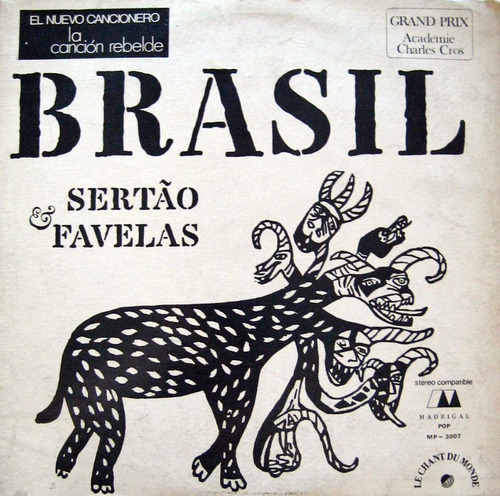 EL NUEVO CANCIONERO
la
canción rebelde
GRAND PRIX
Academie
Charles Cros
BRASIL
& SERTÃO
FAVELAS
stereo compatible
MADRIGAL
POP
MP - 3007
LE CHANT DU MONDE